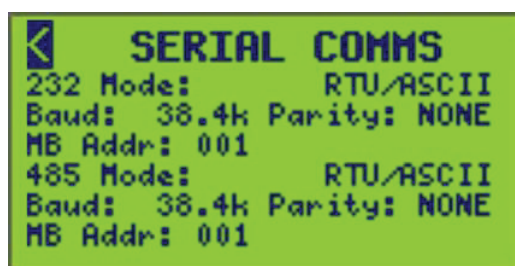 < SERIAL COMMS
232 Mode: RTU/ASCII
Baud: 38.4k Parity: NONE
MB Addr: 001
485 Mode: RTU/ASCII
Baud: 38.4k Parity: NONE
MB Addr: 001